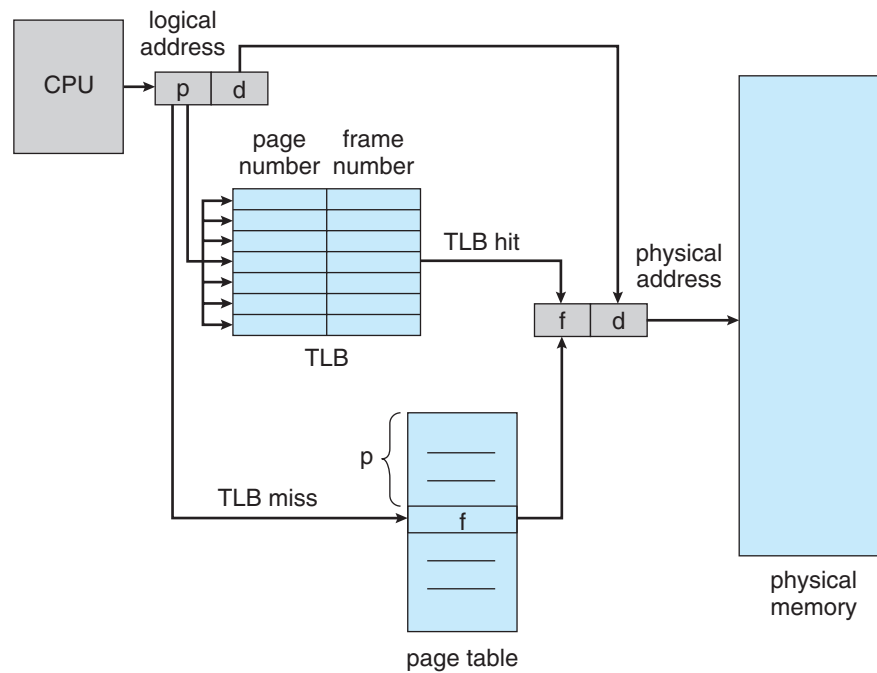 logical
address
CPU
p
d
page
number
frame
number
TLB hit
physical
address
f
d
TLB
p
TLB miss
f
physical
memory
page table